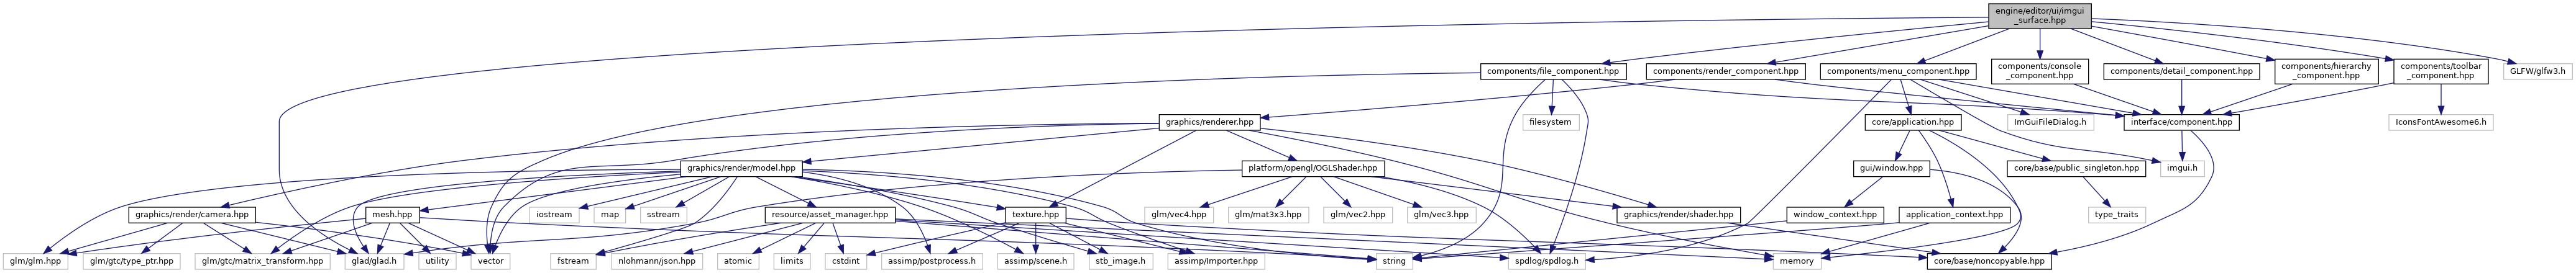 engine/editor/ui/imgui
_surface.hpp
components/file_component.hpp
components/render_component.hpp
components/menu_component.hpp
components/console
_component.hpp
components/detail_component.hpp
components/hierarchy
_component.hpp
components/toolbar
_component.hpp
GLFW/glfw3.h
graphics/renderer.hpp
filesystem
core/application.hpp
ImGuiFileDialog.h
interface/component.hpp
IconsFontAwesome6.h
graphics/render/model.hpp
platform/opengl/OGLShader.hpp
gui/window.hpp
core/base/public_singleton.hpp
imgui.h
graphics/render/camera.hpp
mesh.hpp
iostream
map
sstream
resource/asset_manager.hpp
texture.hpp
glm/vec4.hpp
glm/mat3x3.hpp
glm/vec2.hpp
glm/vec3.hpp
graphics/render/shader.hpp
window_context.hpp
application_context.hpp
type_traits
glm/glm.hpp
glm/gtc/type_ptr.hpp
glm/gtc/matrix_transform.hpp
glad/glad.h
utility
vector
fstream
nlohmann/json.hpp
atomic
limits
cstdint
assimp/postprocess.h
assimp/scene.h
stb_image.h
assimp/Importer.hpp
string
spdlog/spdlog.h
memory
core/base/noncopyable.hpp